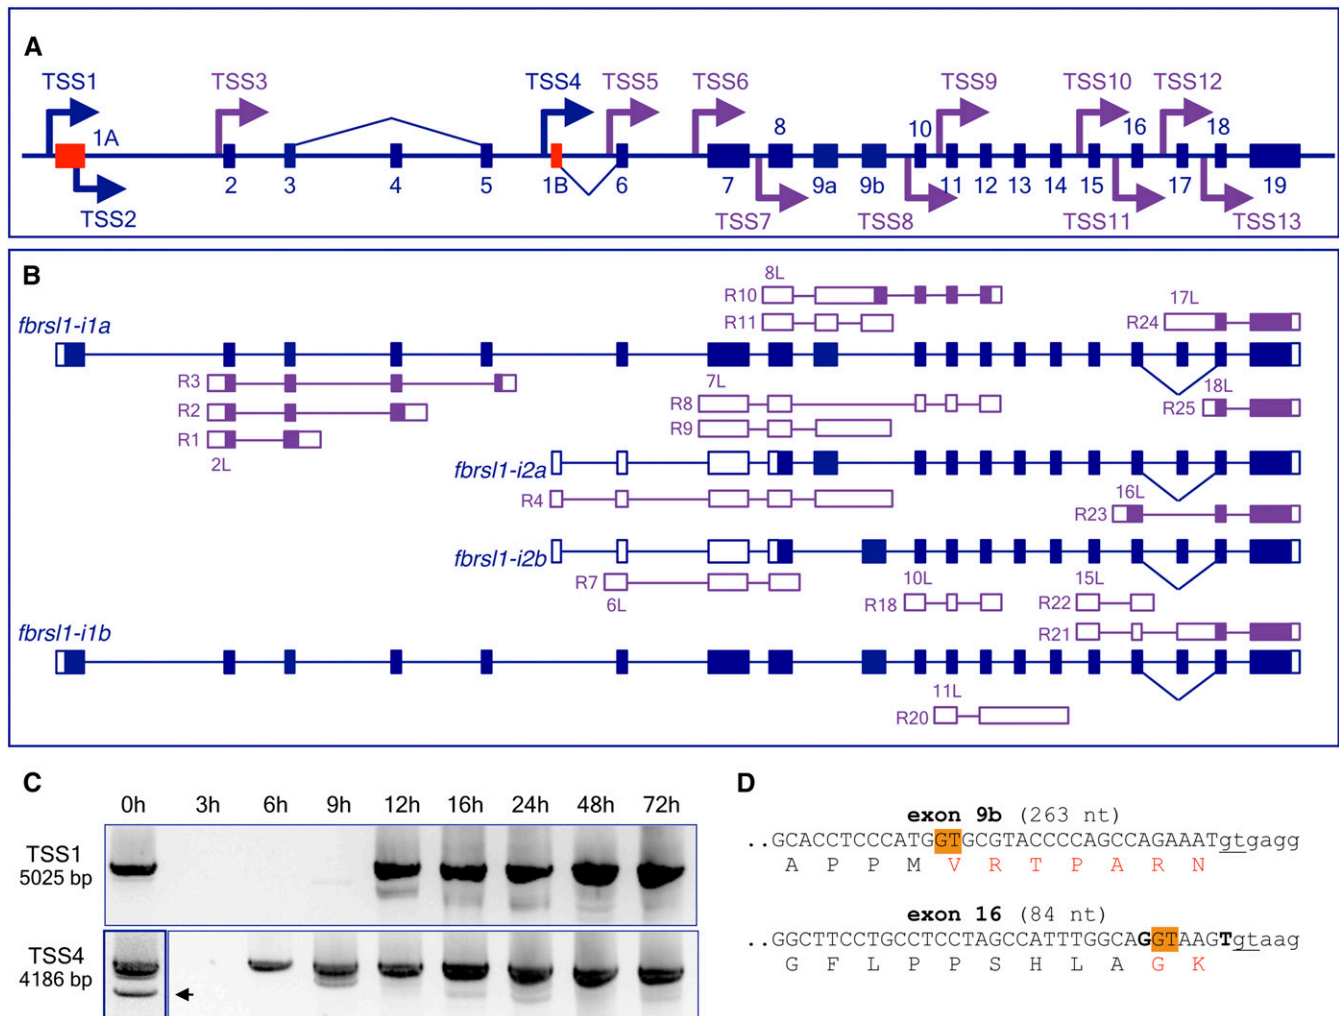 A
TSS1
TSS3
TSS4
TSS5
TSS6
TSS9
TSS10
TSS12
1A
8
10
16
18
2
3
4
5
1B
6
7
9a
9b
11
12
13
14
15
17
19
TSS2
TSS7
TSS8
TSS11
TSS13
B
8L
R10
17L
fbrsl1-i1a
R11
R24
R3
7L
18L
R2
R8
R25
R1
R9
2L
fbrsl1-i2a
R4
16L
R23
fbrsl1-i2b
R7
10L
15L
6L
R18
R22
fbrsl1-i1b
R21
11L
R20
C
0h 3h 6h 9h 12h 16h 24h 48h 72h
TSS1
5025 bp
TSS4
4186 bp
D
exon 9b (263 nt)
..GCACCTCCCATGGTGCGTACCCCAGCCAGAAATgtgagg
A P P M V R T P A R N
exon 16 (84 nt)
..GGCTTCCTGCCTCCTAGCCATTTGGCAGGTAAGTgtaag
G F L P P S H L A G K